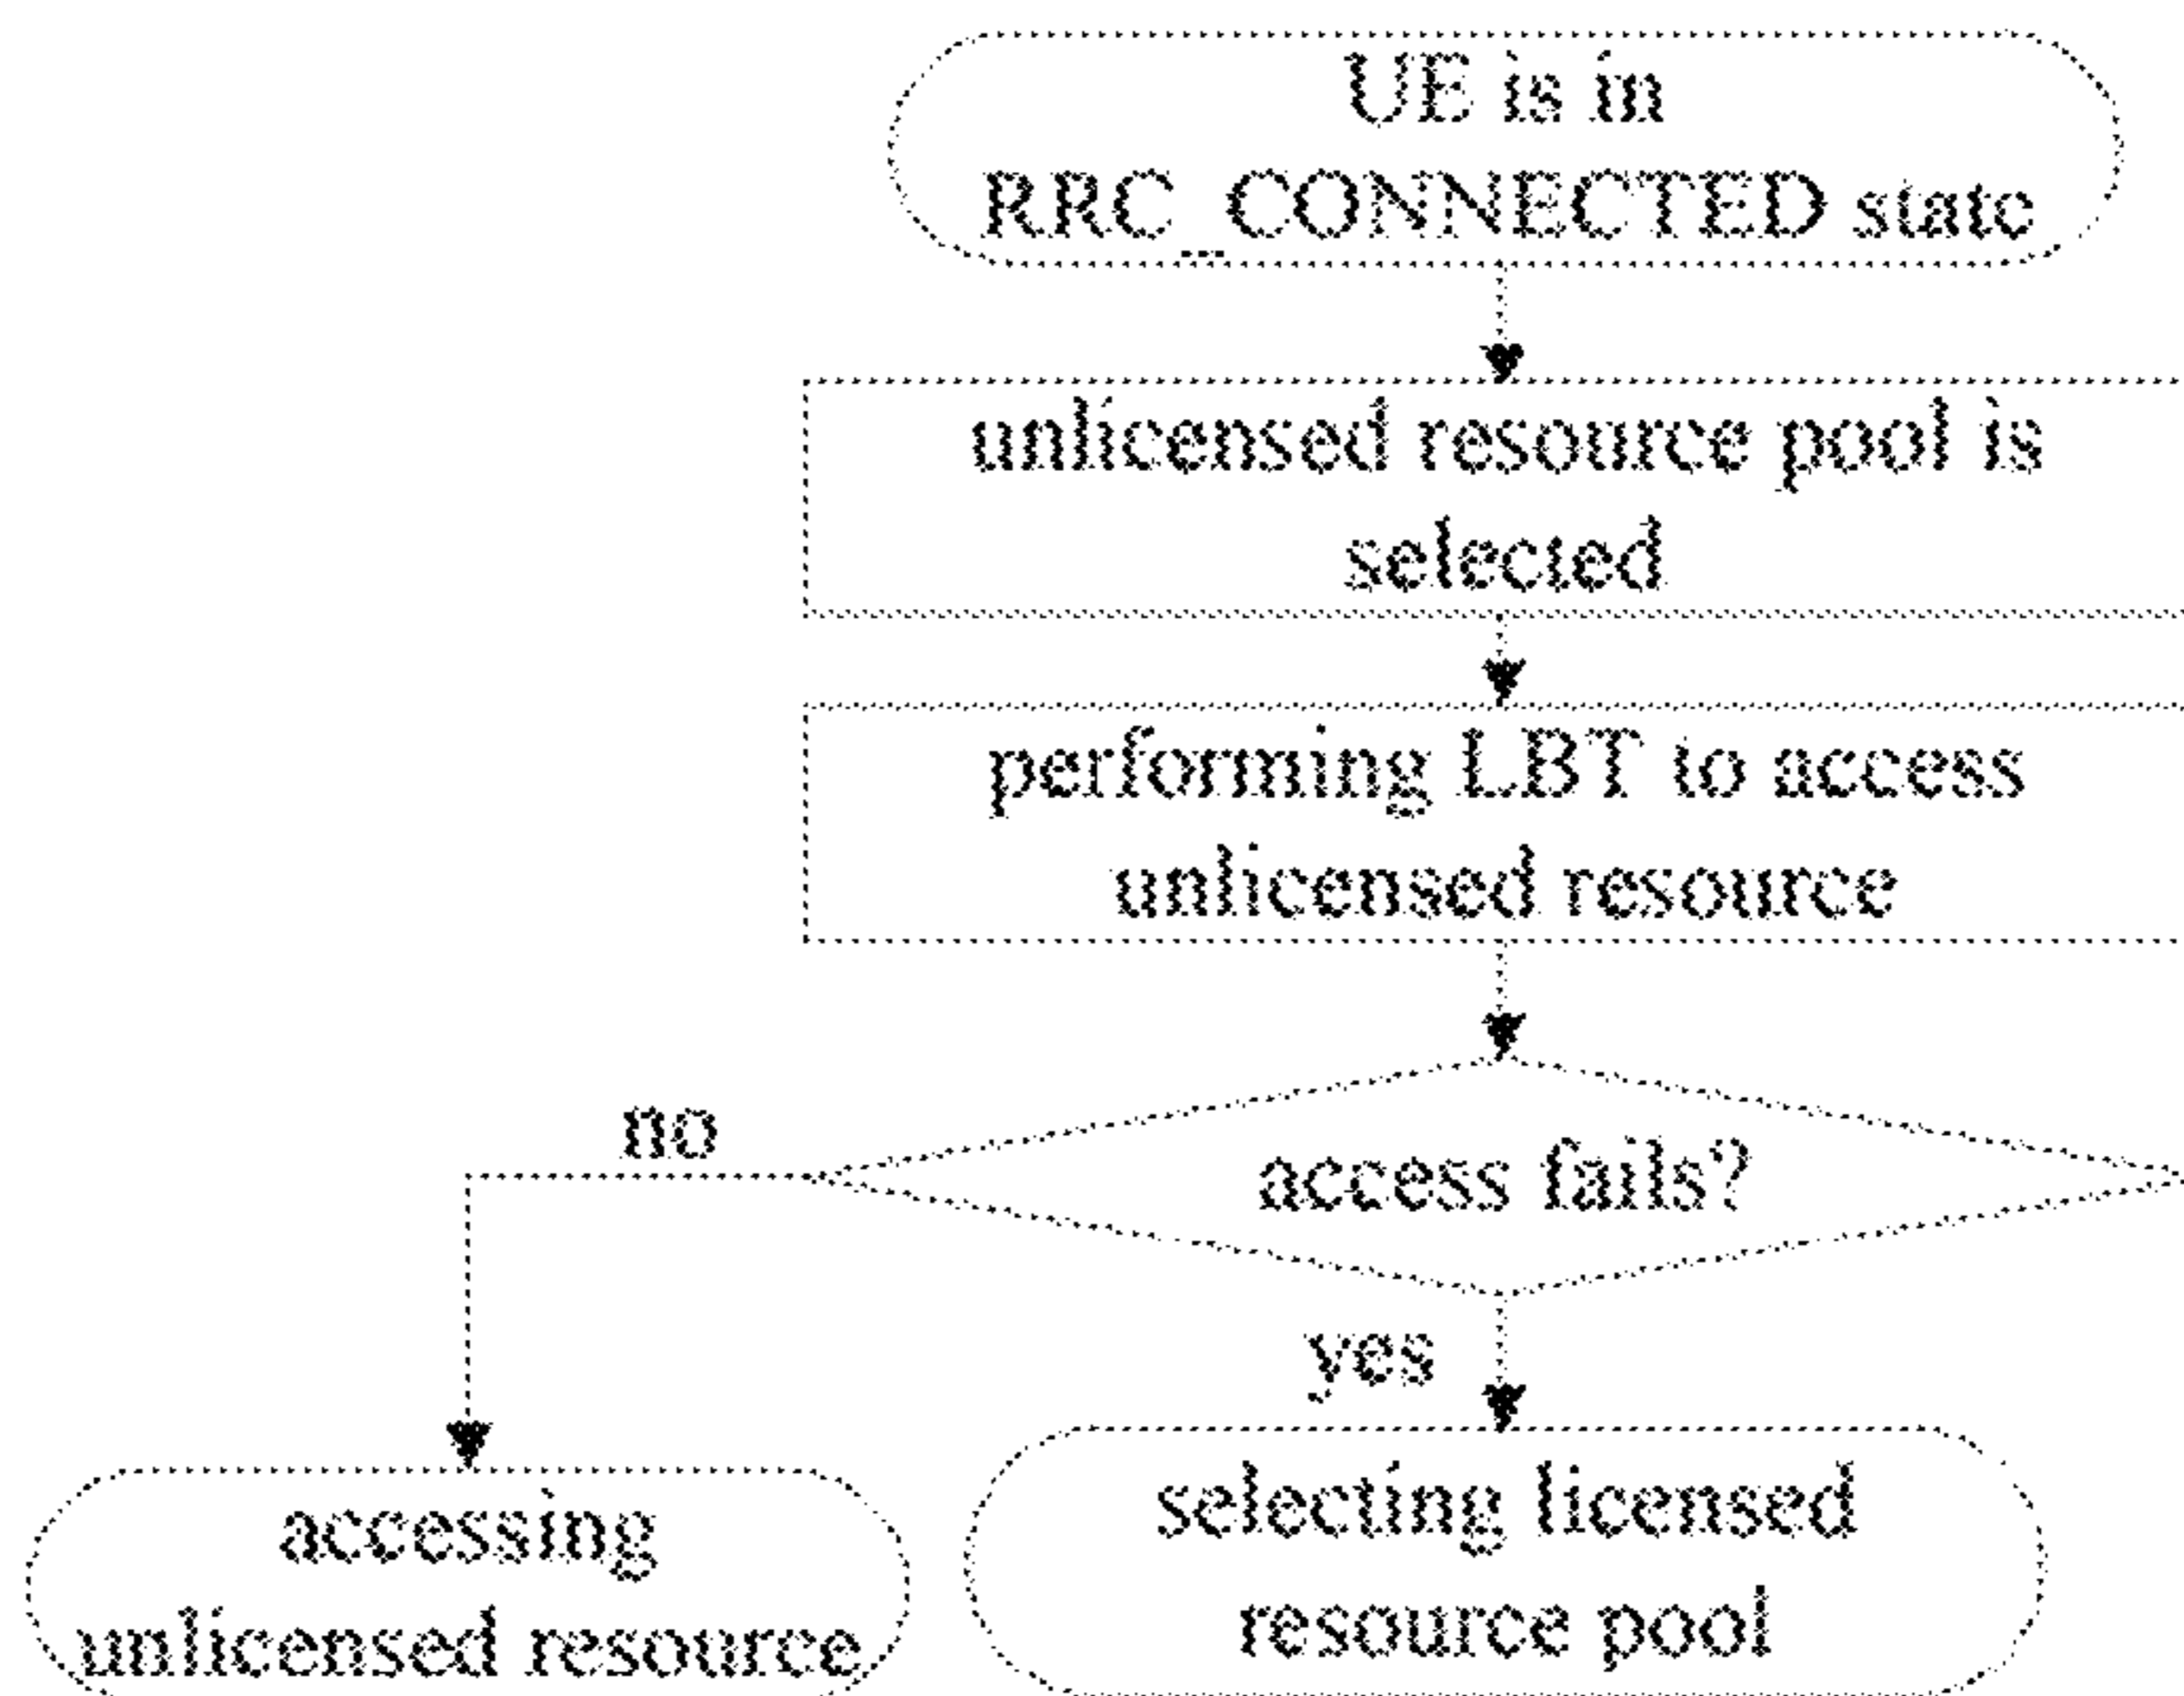 UE is in
RRC_CONNECTED state
unlicensed resource pool is
selected
performing LBT to access
unlicensed resource
no
access fails?
yes
accessing
unlicensed resource
selecting licensed
resource pool